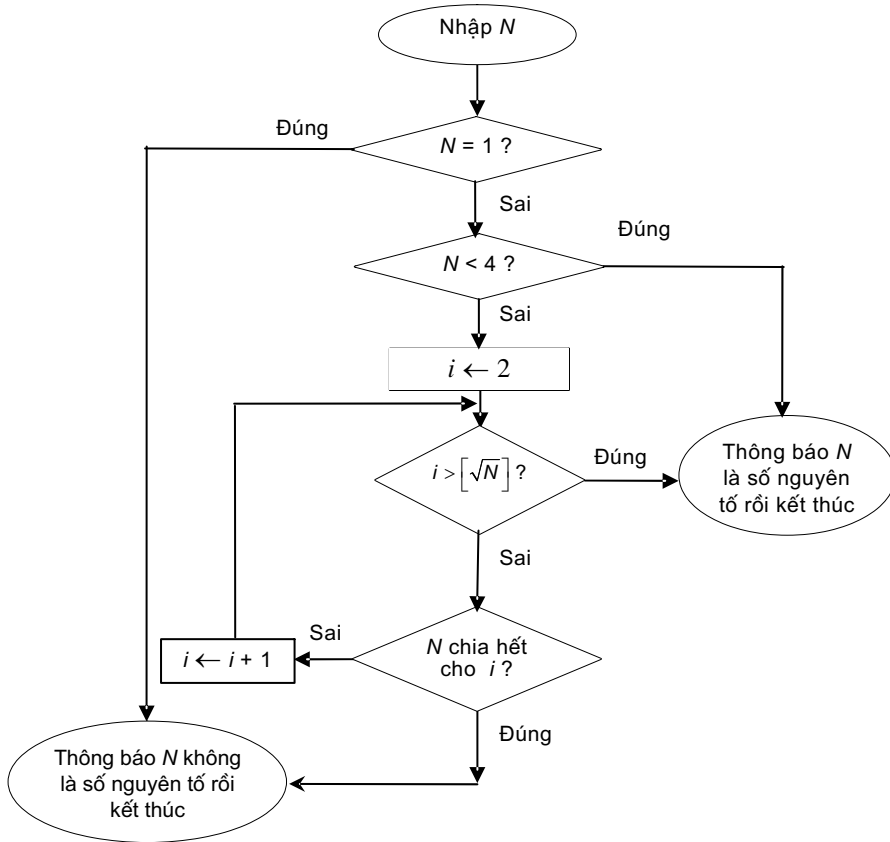 Nhập N
Đúng
N = 1 ?
Sai
Đúng
N < 4 ?
Sai
i ← 2
i > [√N] ?
Đúng
Thông báo N
là số nguyên
tố rồi kết thúc
Sai
Sai
i ← i + 1
N chia hết
cho i ?
Đúng
Thông báo N không
là số nguyên tố rồi
kết thúc